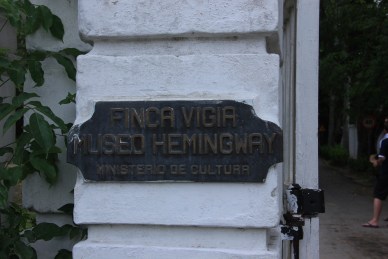 FINCA VIGIA
MUSEO HEMINGWAY
MINISTERIO DE CULTURA